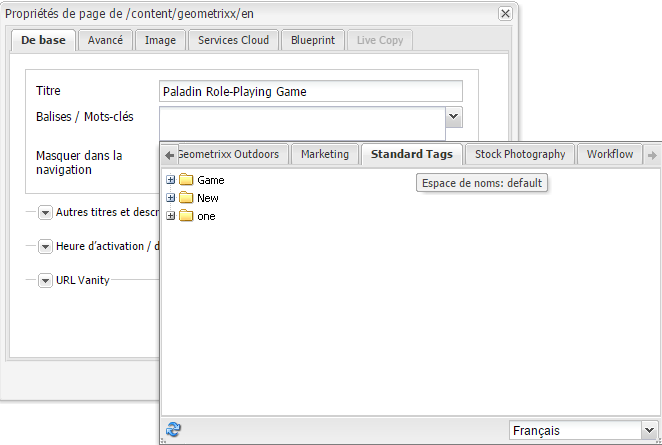 Propriétés de page de /content/geometrixx/en
De base Avancé Image Services Cloud Blueprint Live Copy
Titre Paladin Role-Playing Game
Balises / Mots-clés
Geometrixx Outdoors Marketing Standard Tags Stock Photography Workflow
Masquer dans la
navigation
Espace de noms: default
Game
New
one
Autres titres et descr
Heure d'activation / d
URL Vanity
Français